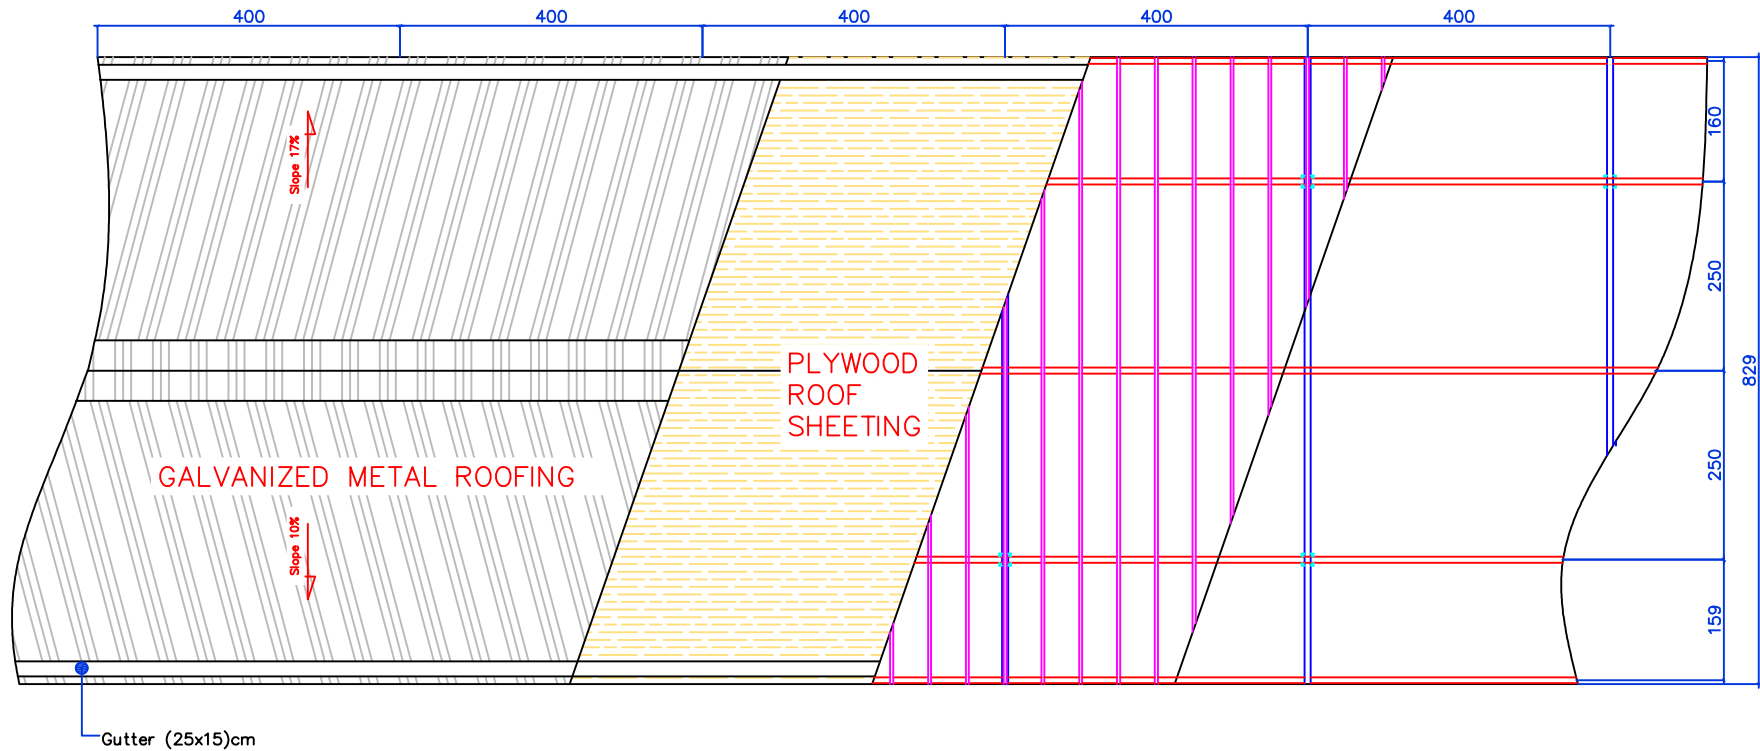 400
400
400
400
400
160
Slope 17%
250
829
PLYWOOD
ROOF
SHEETING
GALVANIZED METAL ROOFING
250
Slope 10%
159
Gutter (25x15)cm